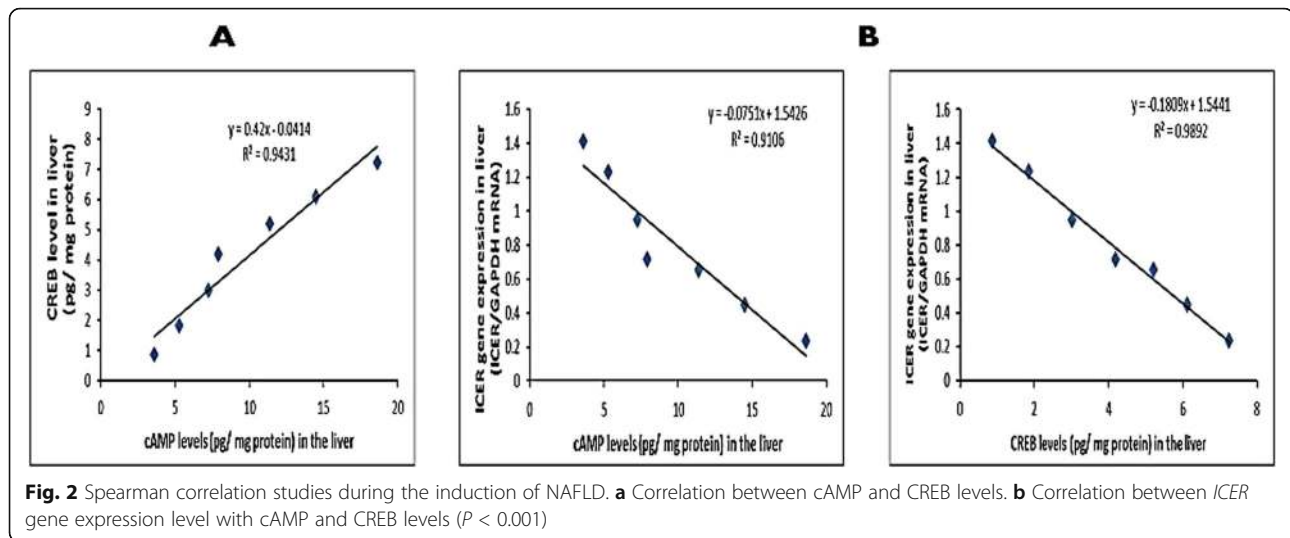 A
B
9
8
7
6
5
4
3
2
1
0
CREB level in liver
(pg/ mg protein)
y = 0.42x - 0.0414
R² = 0.9431
0 5 10 15 20
cAMP levels (pg/ mg protein) in the liver
1.6
1.4
1.2
1
0.8
0.6
0.4
0.2
0
ICER gene expression in liver
(ICER/GAPDH mRNA)
y = -0.0751x + 1.5426
R² = 0.9106
0 5 10 15 20
cAMP levels (pg/ mg protein] in the liver
1.6
1.4
1.2
1
0.8
0.6
0.4
0.2
0
ICER gene expression in liver
(ICER/GAPDH mRNA)
y = -0.1809x + 1.5441
R² = 0.9892
0 2 4 6 8
CREB levels (pg/ mg protein) in the liver
Fig. 2 Spearman correlation studies during the induction of NAFLD. a Correlation between cAMP and CREB levels. b Correlation between ICER
gene expression level with cAMP and CREB levels (P < 0.001)